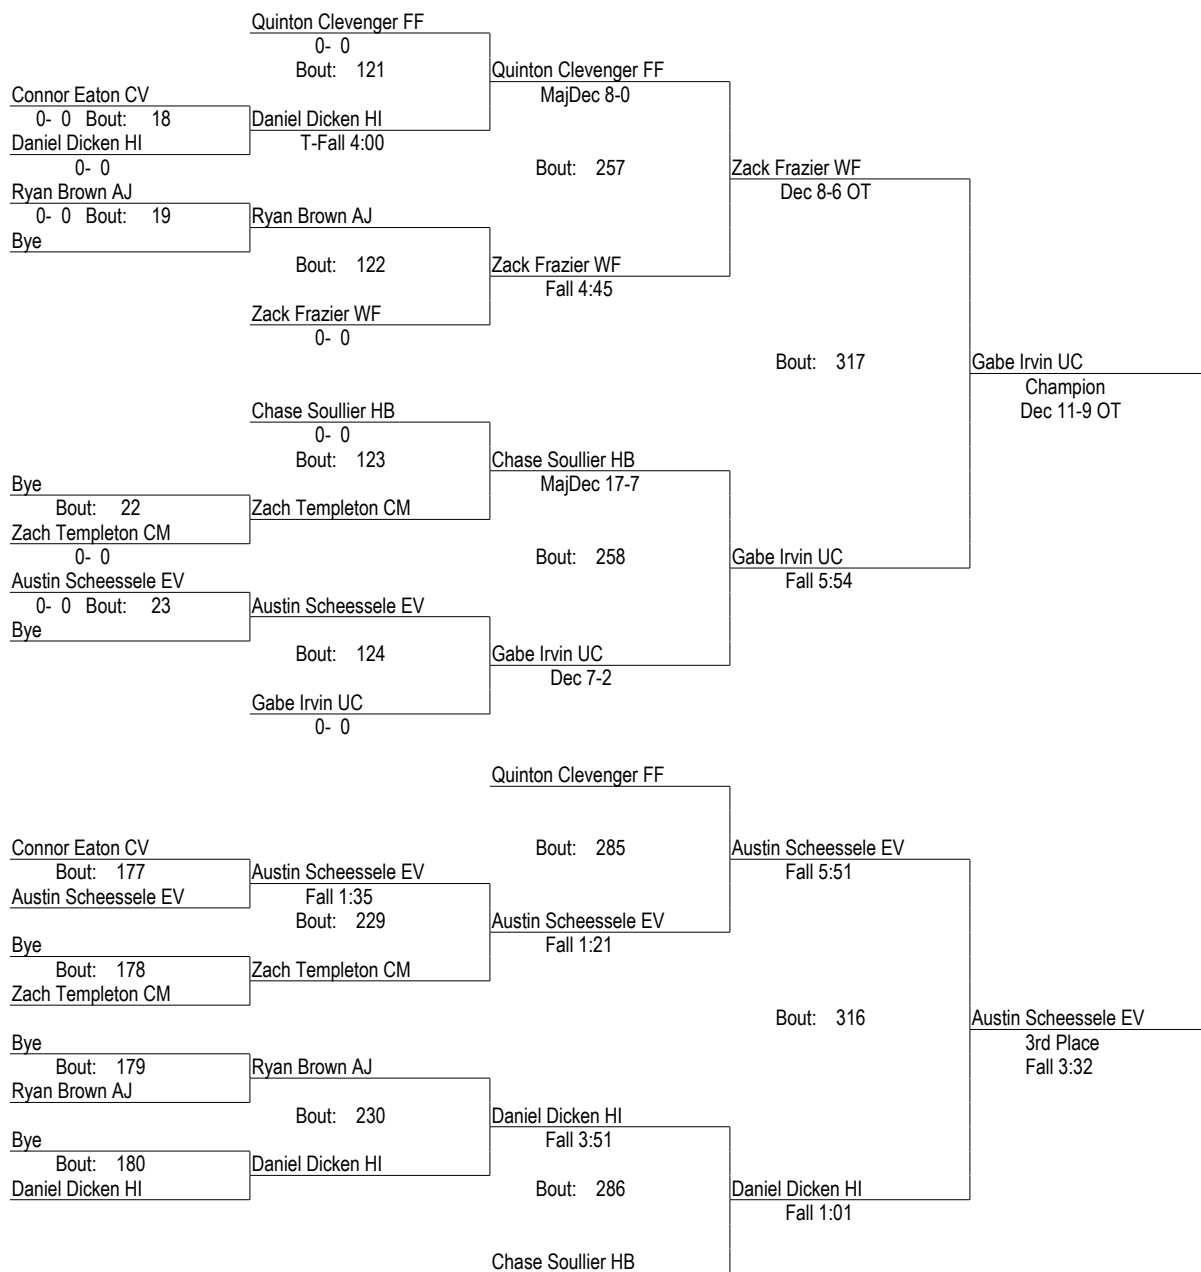 Quinton Clevenger FF
0- 0
Bout: 121
Quinton Clevenger FF
MajDec 8-0
Connor Eaton CV
0- 0 Bout: 18
Daniel Dicken HI
T-Fall 4:00
Daniel Dicken HI
0- 0
Bout: 257
Zack Frazier WF
Dec 8-6 OT
Ryan Brown AJ
0- 0 Bout: 19
Ryan Brown AJ
Bye
Bout: 122
Zack Frazier WF
Fall 4:45
Zack Frazier WF
0- 0
Bout: 317
Gabe Irvin UC
Champion
Dec 11-9 OT
Chase Soullier HB
0- 0
Bout: 123
Chase Soullier HB
MajDec 17-7
Bye
Bout: 22
Zach Templeton CM
Zach Templeton CM
0- 0
Bout: 258
Gabe Irvin UC
Fall 5:54
Austin Scheessele EV
0- 0 Bout: 23
Austin Scheessele EV
Bye
Bout: 124
Gabe Irvin UC
Dec 7-2
Gabe Irvin UC
0- 0
Quinton Clevenger FF
Connor Eaton CV
Bout: 177
Austin Scheessele EV
Fall 1:35
Austin Scheessele EV
Bout: 285
Austin Scheessele EV
Fall 5:51
Bout: 229
Austin Scheessele EV
Fall 1:21
Bye
Bout: 178
Zach Templeton CM
Zach Templeton CM
Bout: 316
Austin Scheessele EV
3rd Place
Fall 3:32
Bye
Bout: 179
Ryan Brown AJ
Ryan Brown AJ
Bout: 230
Daniel Dicken HI
Fall 3:51
Bye
Bout: 180
Daniel Dicken HI
Daniel Dicken HI
Bout: 286
Daniel Dicken HI
Fall 1:01
Chase Soullier HB